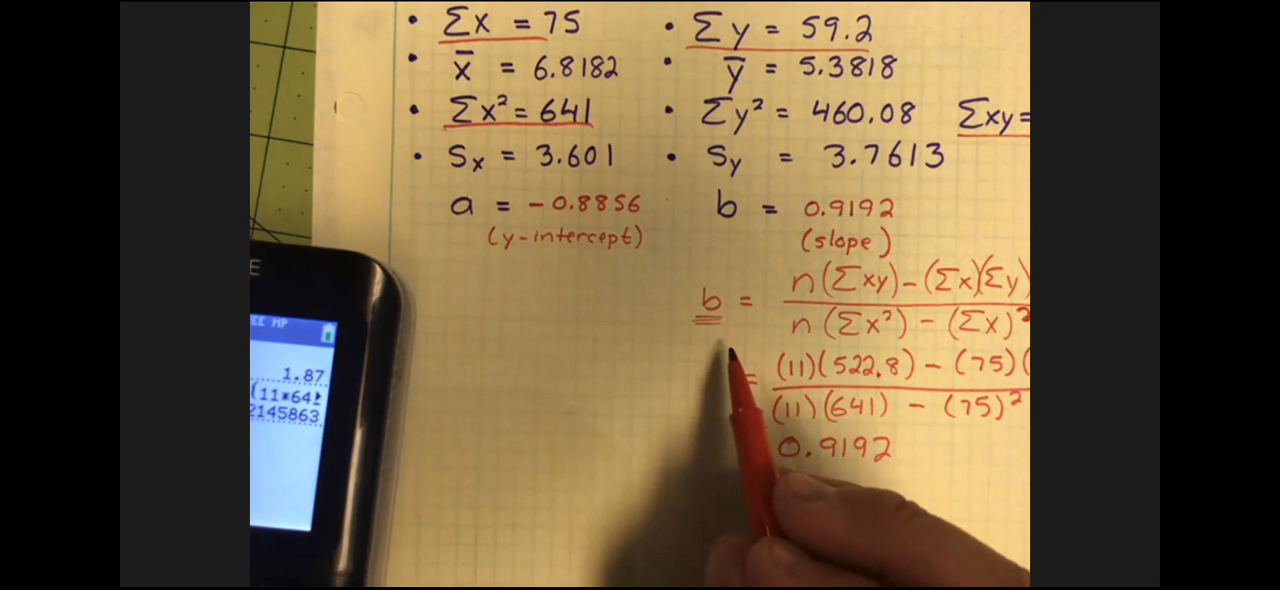 • Σx = 75 • Σy = 59.2
• x̄ = 6.8182 • ȳ = 5.3818
• Σx² = 641 • Σy² = 460.08 Σxy =
• Sx = 3.601 • Sy = 3.7613
a = -0.8856 b = 0.9192
(y-intercept) (slope)
b = n(Σxy) - (Σx)(Σy)
n(Σx²) - (Σx)²
= (11)(522.8) - (75)(
(11)(641) - (75)²
0.9192
E
EE MP
1.87
(11*64
2145863